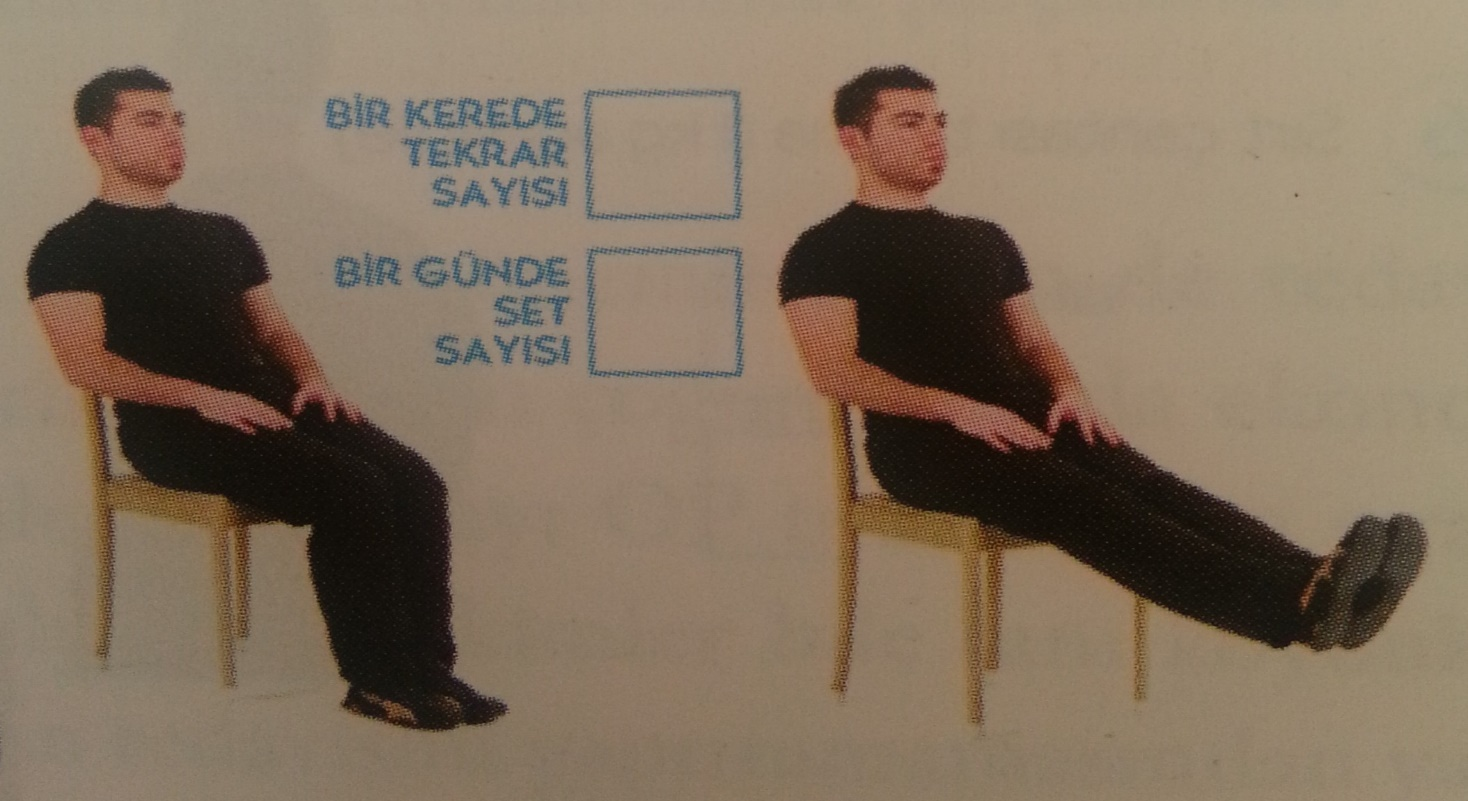 BİR KEREDE
TEKRAR
SAYISI
BİR GÜNDE
SET
SAYISI